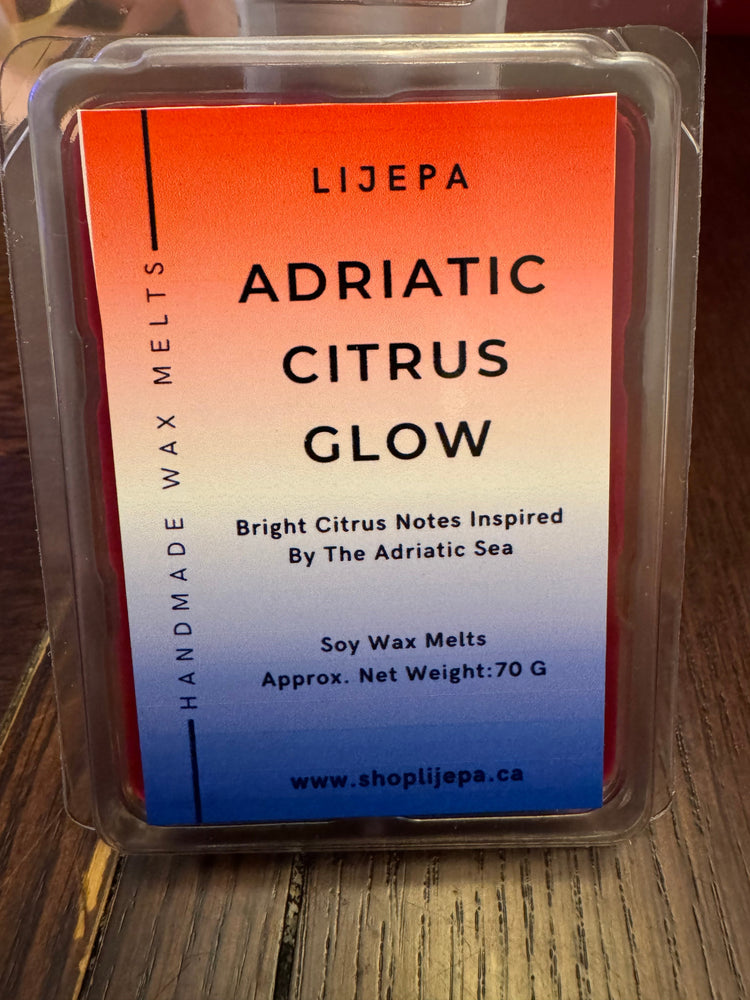 LIJEPA
ADRIATIC
CITRUS
GLOW
Bright Citrus Notes Inspired
By The Adriatic Sea
Soy Wax Melts
Approx. Net Weight:70 G
www.shoplijepa.ca
HANDMADE WAX MELTS